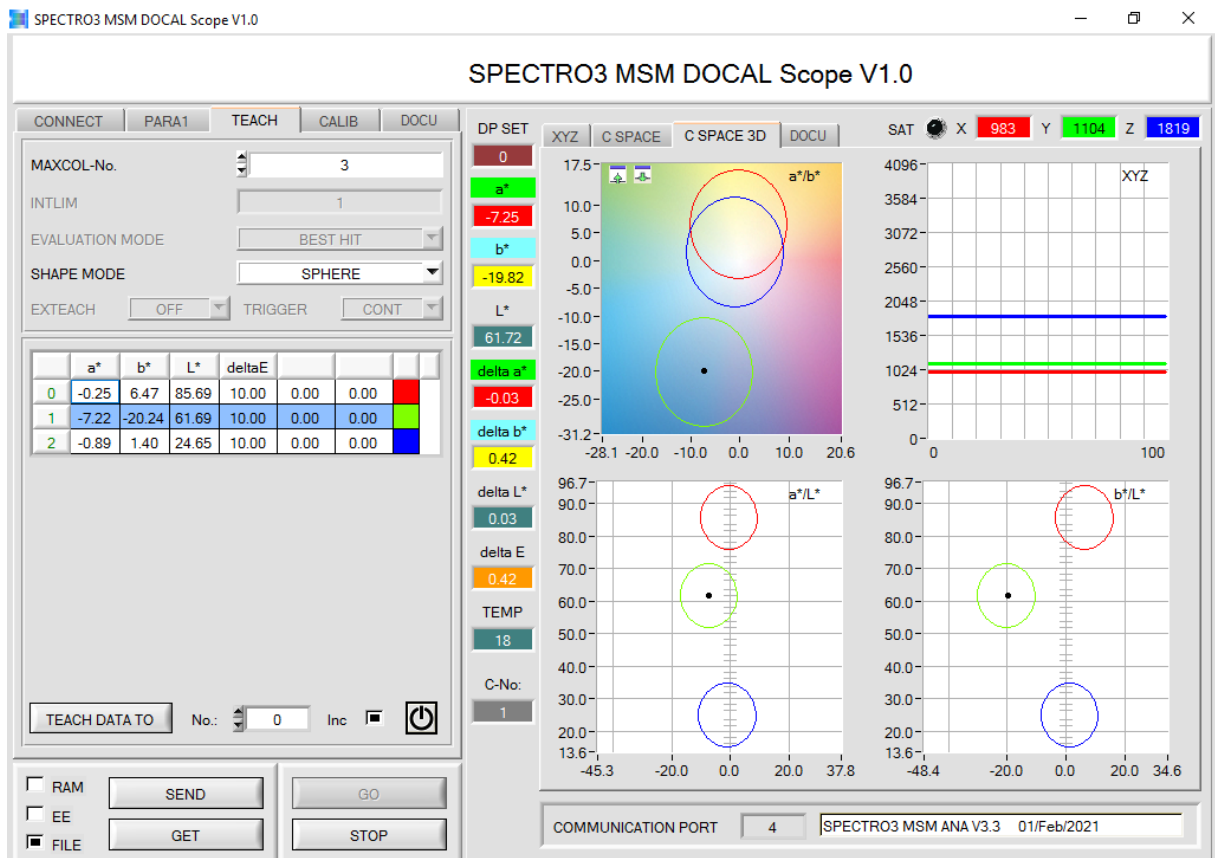 SPECTRO3 MSM DOCAL Scope V1.0
SPECTRO3 MSM DOCAL Scope V1.0
CONNECT PARA1 TEACH CALIB DOCU
MAXCOL-No. 3
INTLIM 1
EVALUATION MODE BEST HIT
SHAPE MODE SPHERE
EXTEACH OFF TRIGGER CONT
a* b* L* deltaE
0 -0.25 6.47 85.69 10.00 0.00 0.00
1 -7.22 -20.24 61.69 10.00 0.00 0.00
2 -0.89 1.40 24.65 10.00 0.00 0.00
TEACH DATA TO No.: 0 Inc
RAM
EE
FILE
SEND
GET
GO
STOP
DP SET
0
a*
-7.25
b*
-19.82
L*
61.72
delta a*
-0.03
delta b*
0.42
delta L*
0.03
delta E
0.42
TEMP
18
C-No:
1
XYZ C SPACE C SPACE 3D DOCU
SAT X 983 Y 1104 Z 1819
a*/b*
17.5
10.0
5.0
0.0
-5.0
-10.0
-15.0
-20.0
-25.0
-31.2
-28.1 -20.0 -10.0 0.0 10.0 20.6
XYZ
4096
3584
3072
2560
2048
1536
1024
512
0
0 100
a*/L*
96.7
90.0
80.0
70.0
60.0
50.0
40.0
30.0
20.0
13.6
-45.3 -20.0 0.0 20.0 37.8
b*/L*
96.7
90.0
80.0
70.0
60.0
50.0
40.0
30.0
20.0
13.6
-48.4 -20.0 0.0 20.0 34.6
COMMUNICATION PORT 4 SPECTRO3 MSM ANA V3.3 01/Feb/2021